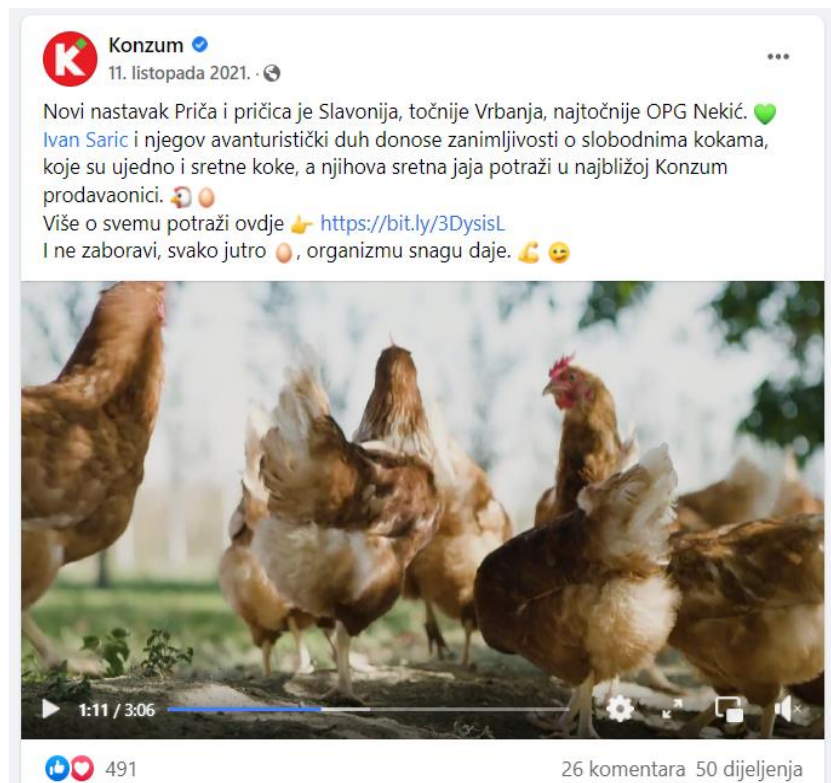 Konzum
11. listopada 2021. ·
Novi nastavak Priča i pričica je Slavonija, točnije Vrbanja, najtočnije OPG Nekić. 💚
Ivan Saric i njegov avanturistički duh donose zanimljivosti o slobodnima kokama,
koje su ujedno i sretne koke, a njihova sretna jaja potraži u najbližoj Konzum
prodavaonici. 🐔🥚
Više o svemu potraži ovdje 👉 https://bit.ly/3DysisL
I ne zaboravi, svako jutro 🥚, organizmu snagu daje. 💪 😉
1:11 / 3:06
491 26 komentara 50 dijeljenja